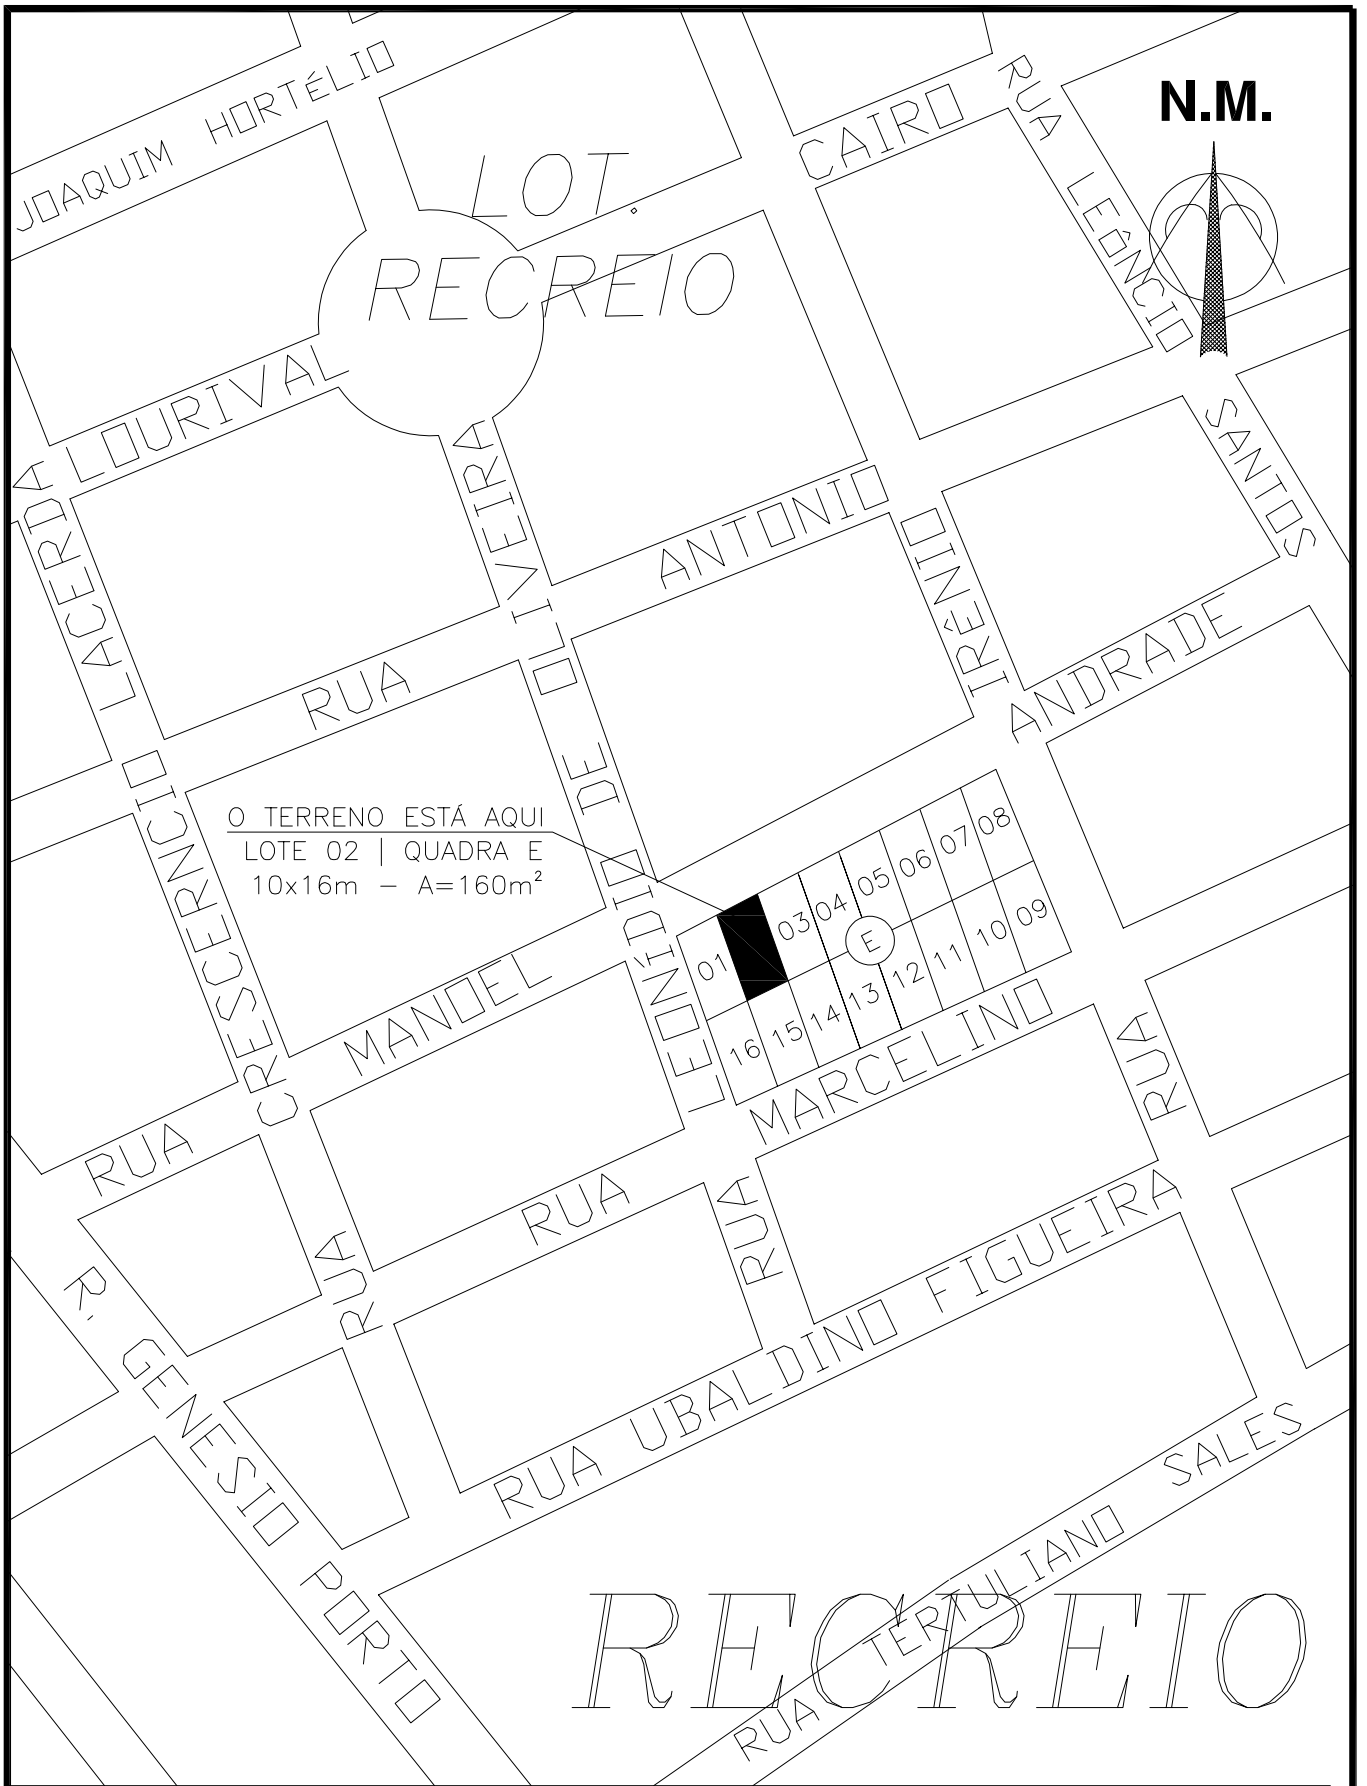 N.M.
JOAQUIM HORTÉLIO
LOT.
RECREIO
CAIRO
RUA LEÔNCIO SANTOS
LOURIVAL
RUA ANTONIO
IRÊNIO
RUA CRESCERNCIO LACERDA
RUA LEONÍDIO DE OLIVEIRA
RUA MANOEL ANDRADE
O TERRENO ESTÁ AQUI
LOTE 02 | QUADRA E
10x16m - A=160m²
01
03
04
05
06
07
08
E
16
15
14
13
12
11
10
09
RUA MARCELINO
RUA
R. GENESIO PORTO
RUA UBALDINO FIGUEIRA
RUA TERTULIANO SALES
RECREIO